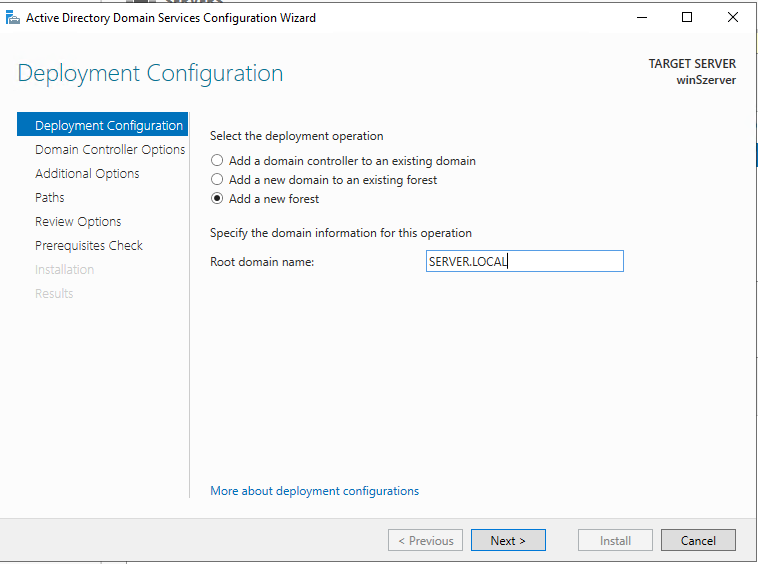 Active Directory Domain Services Configuration Wizard
Deployment Configuration
TARGET SERVER
winSzerver
Deployment Configuration
Domain Controller Options
Additional Options
Paths
Review Options
Prerequisites Check
Installation
Results
Select the deployment operation
Add a domain controller to an existing domain
Add a new domain to an existing forest
Add a new forest
Specify the domain information for this operation
Root domain name:
SERVER.LOCAL
More about deployment configurations
< Previous
Next >
Install
Cancel